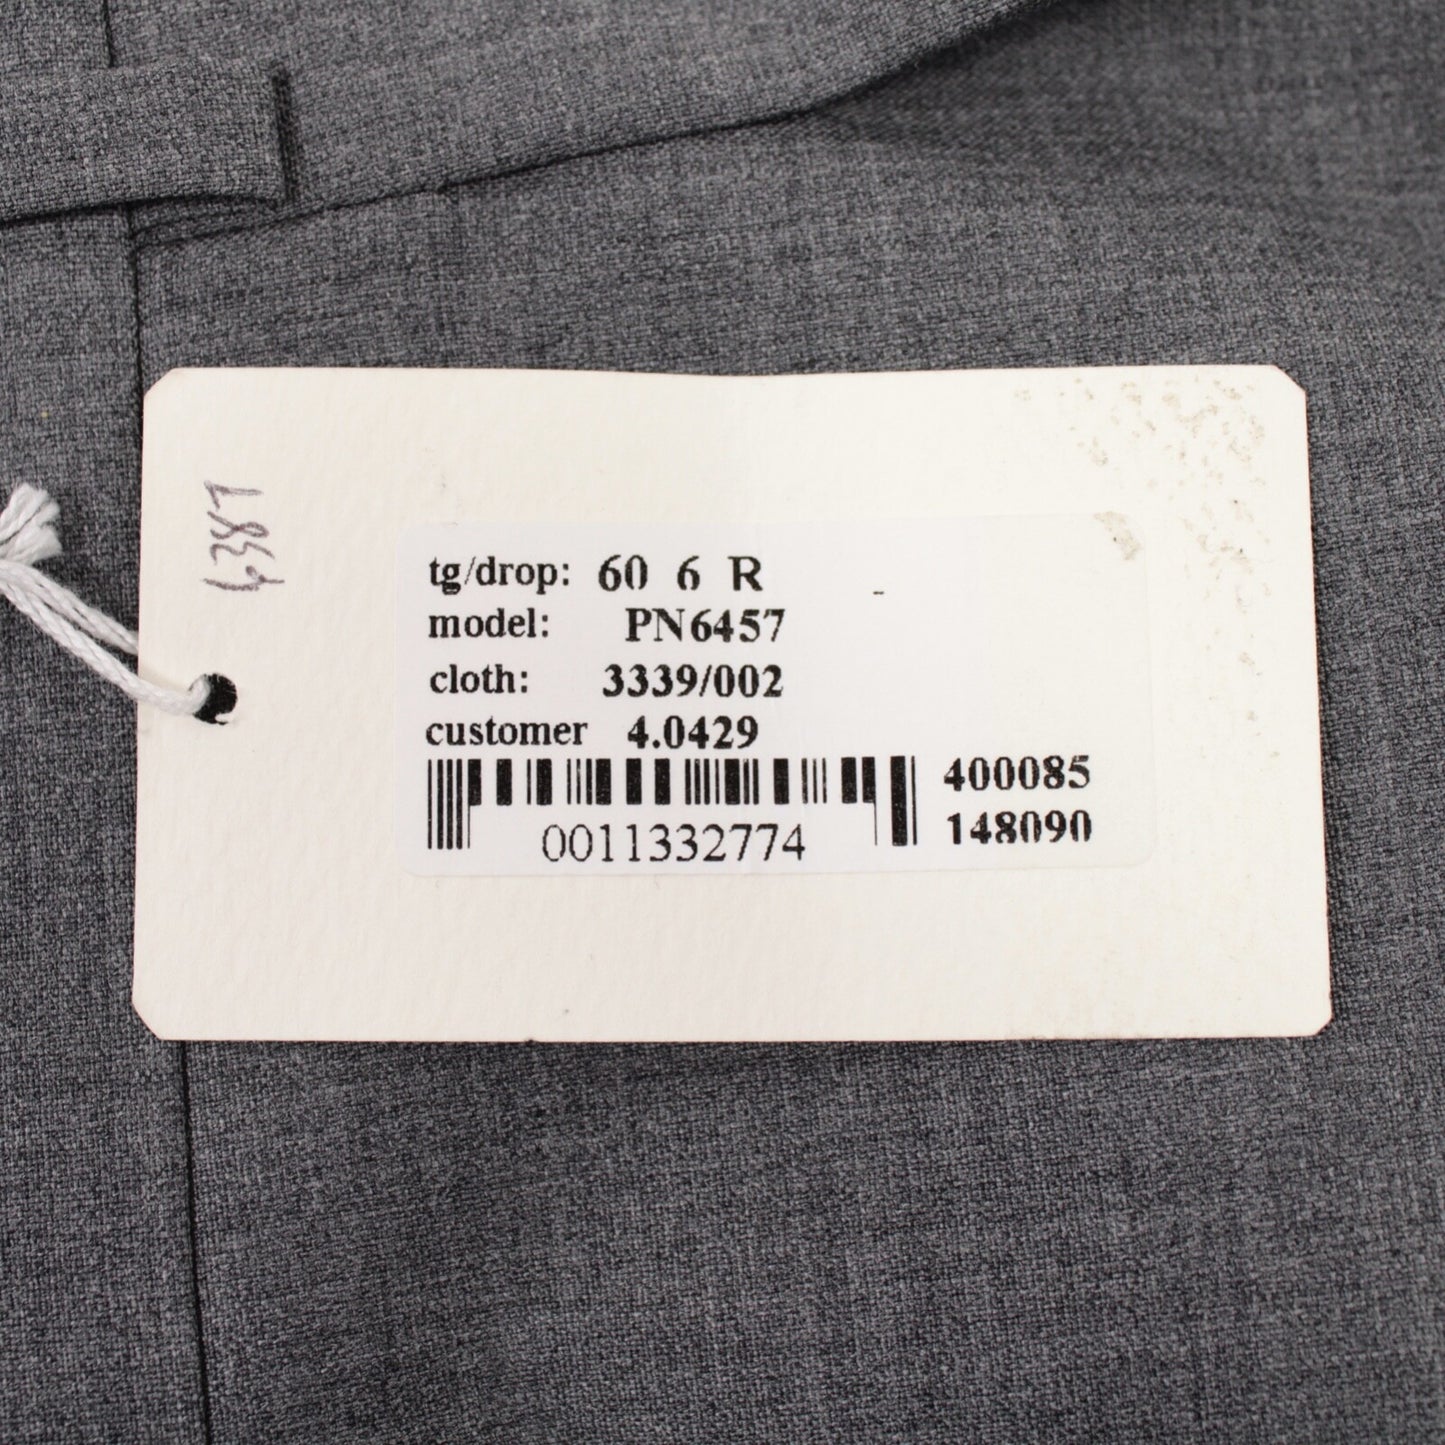 6387
tg/drop: 60 6 R
model: PN6457
cloth: 3339/002
customer 4.0429
400085
0011332774 148090